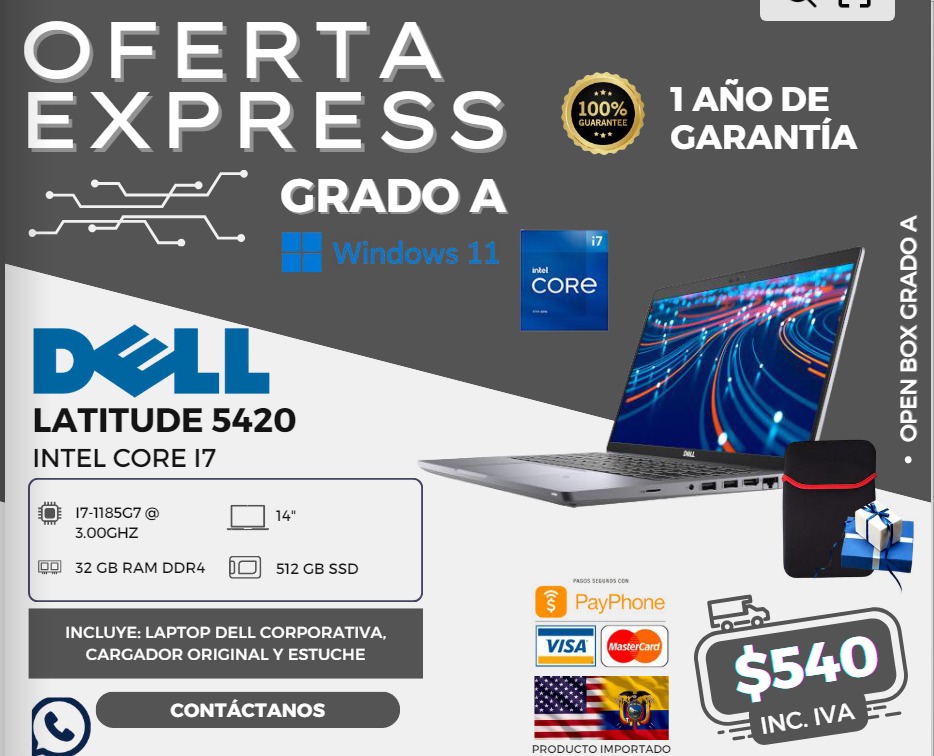 OFERTA
EXPRESS
100%
GUARANTEE
1 AÑO DE
GARANTÍA
GRADO A
Windows 11
i7
intel
CORE
• OPEN BOX GRADO A
DELL
LATITUDE 5420
INTEL CORE I7
I7-1185G7 @
3.00GHZ
14"
32 GB RAM DDR4
512 GB SSD
DELL
INCLUYE: LAPTOP DELL CORPORATIVA,
CARGADOR ORIGINAL Y ESTUCHE
CONTÁCTANOS
PAGOS SEGUROS CON
PayPhone
VISA
MasterCard
PRODUCTO IMPORTADO
$540
INC. IVA